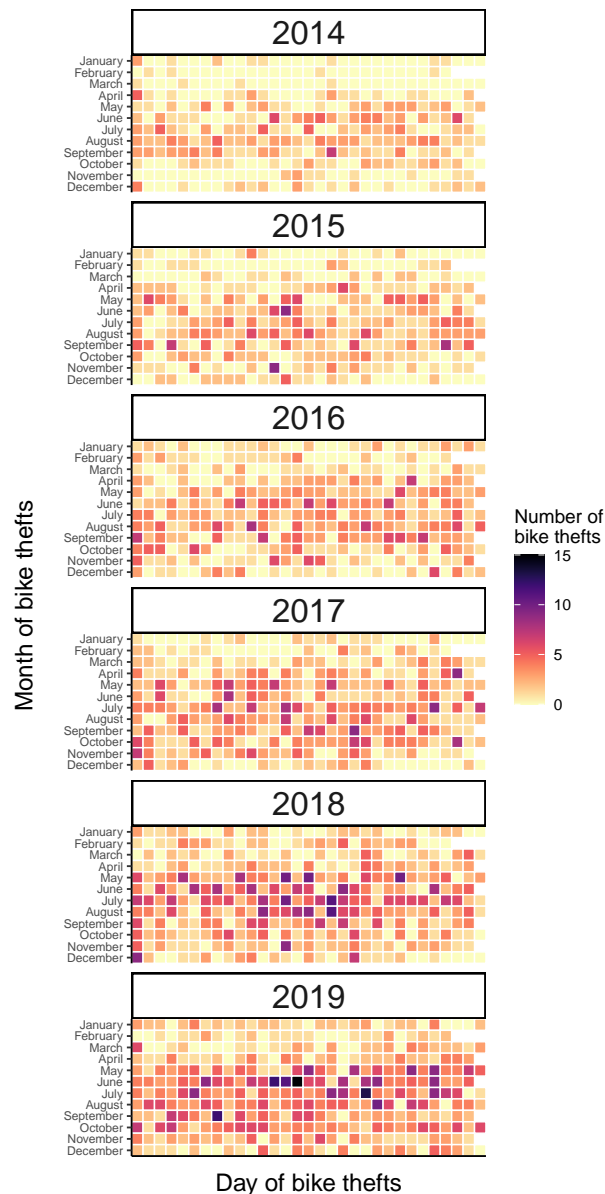 2014
January
February
March
April
May
June
July
August
September
October
November
December
2015
January
February
March
April
May
June
July
August
September
October
November
December
2016
January
February
March
April
May
June
July
August
September
October
November
December
2017
January
February
March
April
May
June
July
August
September
October
November
December
2018
January
February
March
April
May
June
July
August
September
October
November
December
2019
January
February
March
April
May
June
July
August
September
October
November
December
Month of bike thefts
Day of bike thefts
Number of
bike thefts
15
10
5
0